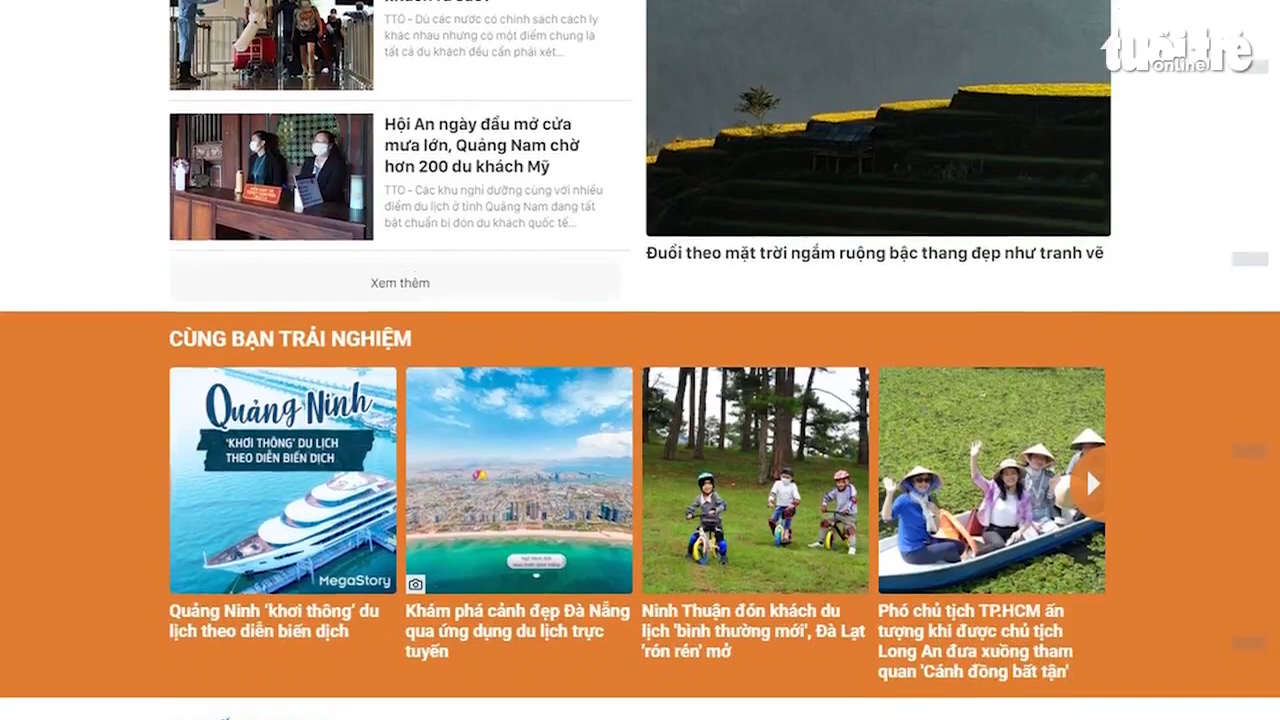 TTO - Dù các nước có chính sách cách ly
khác nhau nhưng có một điểm chung là
tất cả du khách đều cần phải xét...
tuổi trẻ
online
Hội An ngày đầu mở cửa
mưa lớn, Quảng Nam chờ
hơn 200 du khách Mỹ
TTO - Các khu nghỉ dưỡng cùng với nhiều
điểm du lịch ở tỉnh Quảng Nam đang tất
bật chuẩn bị đón du khách quốc tế...
Xem thêm
Đuổi theo mặt trời ngắm ruộng bậc thang đẹp như tranh vẽ
CÙNG BẠN TRẢI NGHIỆM
Quảng Ninh
'KHƠI THÔNG' DU LỊCH
THEO DIỄN BIẾN DỊCH
MegaStory
Quảng Ninh 'khơi thông' du
lịch theo diễn biến dịch
Khám phá cảnh đẹp Đà Nẵng
qua ứng dụng du lịch trực
tuyến
Ninh Thuận đón khách du
lịch 'bình thường mới', Đà Lạt
'rón rén' mở
Phó chủ tịch TP.HCM ấn
tượng khi được chủ tịch
Long An đưa xuồng tham
quan 'Cánh đồng bất tận'